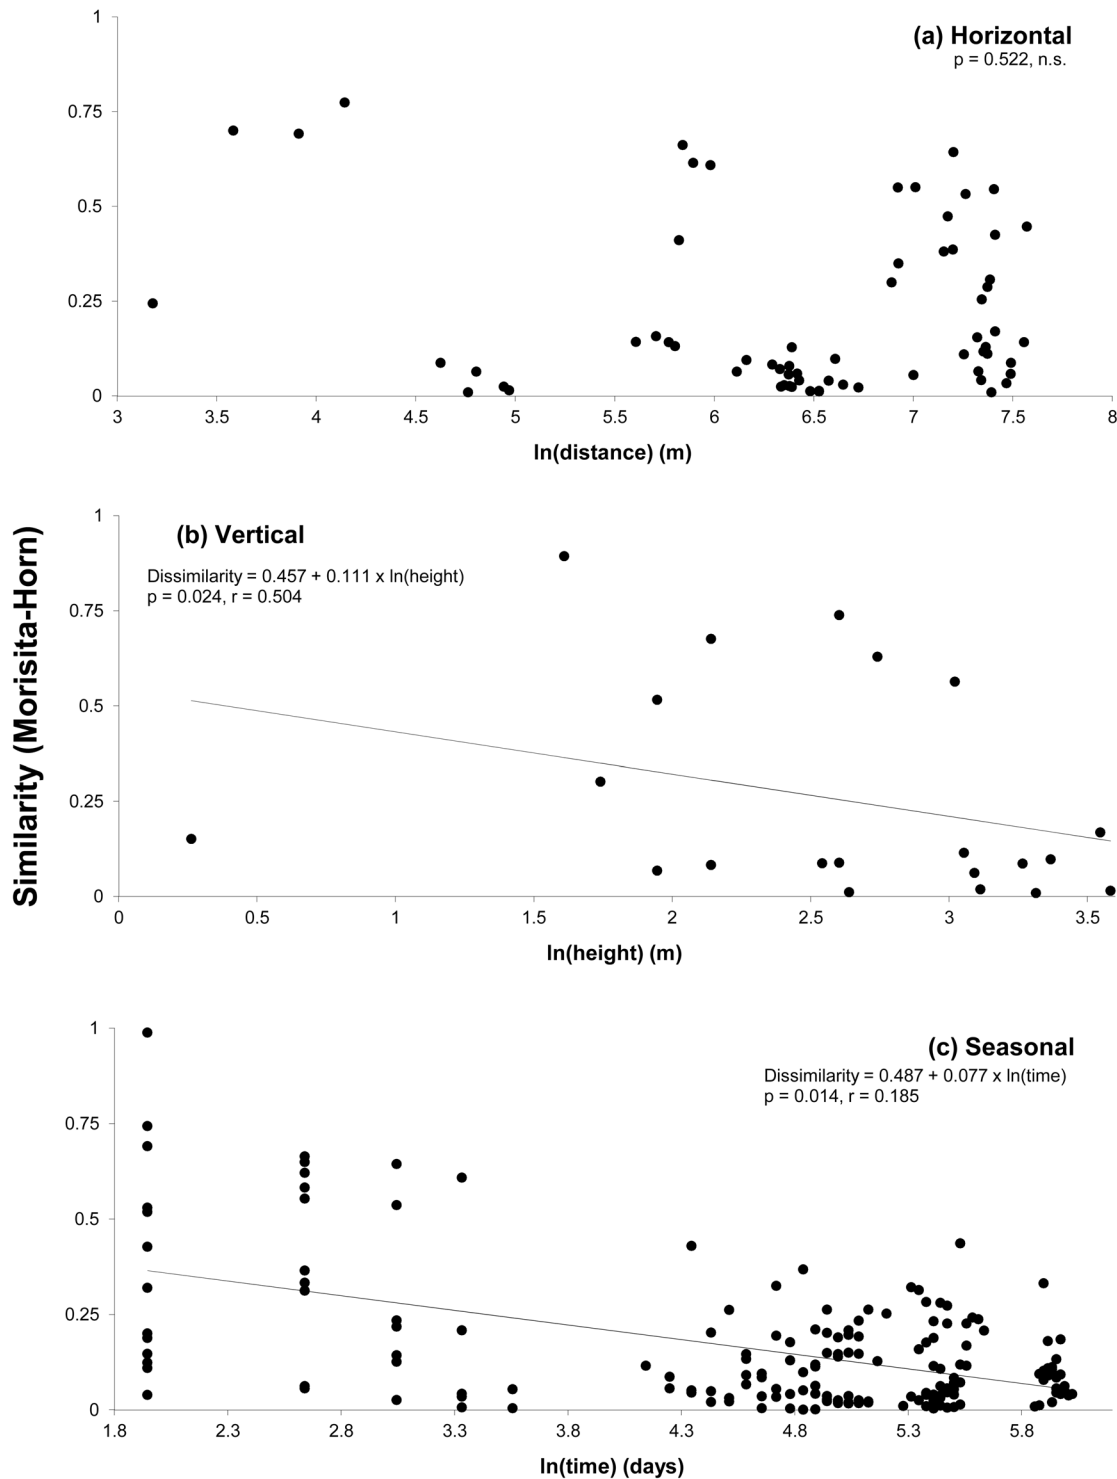 (a) Horizontal
p = 0.522, n.s.
1
0.75
0.5
0.25
0
3 3.5 4 4.5 5 5.5 6 6.5 7 7.5 8
ln(distance) (m)
Similarity (Morisita-Horn)
(b) Vertical
Dissimilarity = 0.457 + 0.111 x ln(height)
p = 0.024, r = 0.504
1
0.75
0.5
0.25
0
0 0.5 1 1.5 2 2.5 3 3.5
ln(height) (m)
(c) Seasonal
Dissimilarity = 0.487 + 0.077 x ln(time)
p = 0.014, r = 0.185
1
0.75
0.5
0.25
0
1.8 2.3 2.8 3.3 3.8 4.3 4.8 5.3 5.8
ln(time) (days)